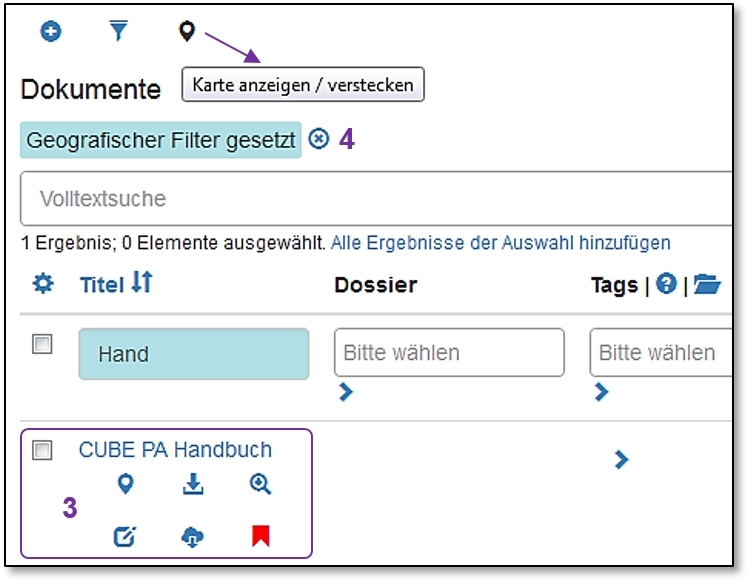 Dokumente
Karte anzeigen / verstecken
Geografischer Filter gesetzt 4
Volltextsuche
1 Ergebnis; 0 Elemente ausgewählt. Alle Ergebnisse der Auswahl hinzufügen
Titel Dossier Tags | ? |
Hand Bitte wählen Bitte wählen
CUBE PA Handbuch
3